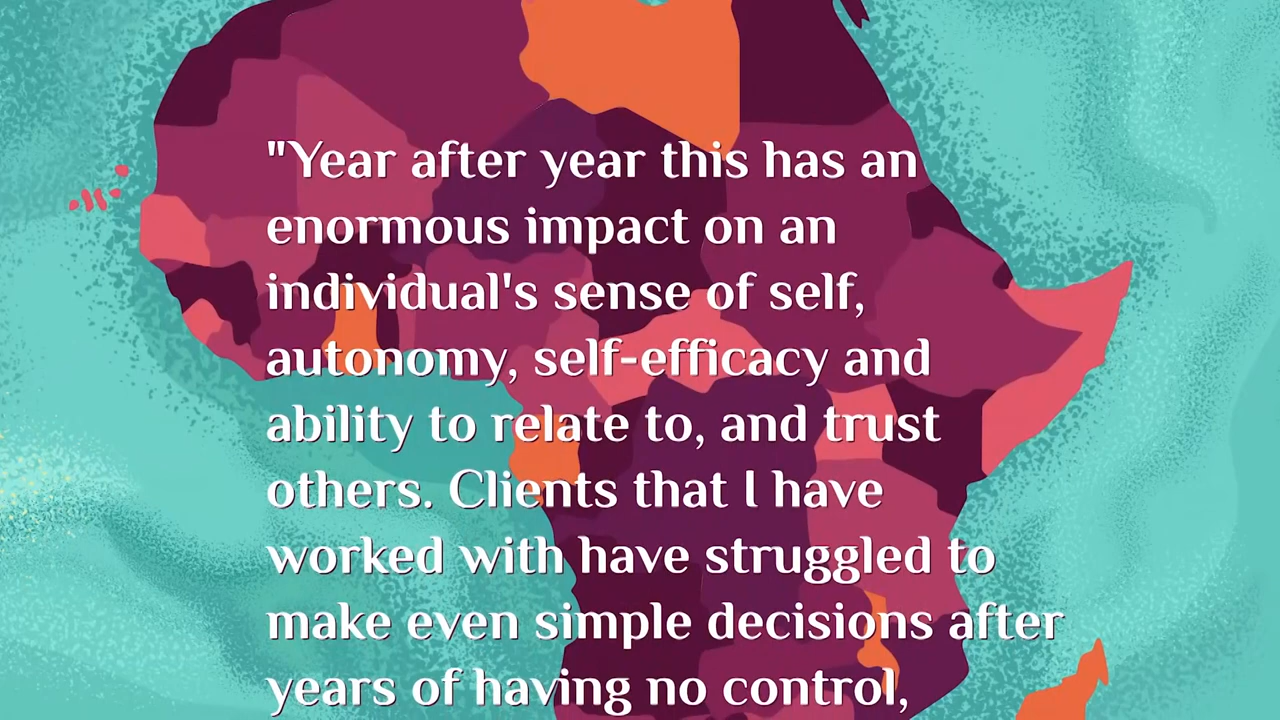 "Year after year this has an
enormous impact on an
individual's sense of self,
autonomy, self-efficacy and
ability to relate to, and trust
others. Clients that I have
worked with have struggled to
make even simple decisions after
years of having no control,